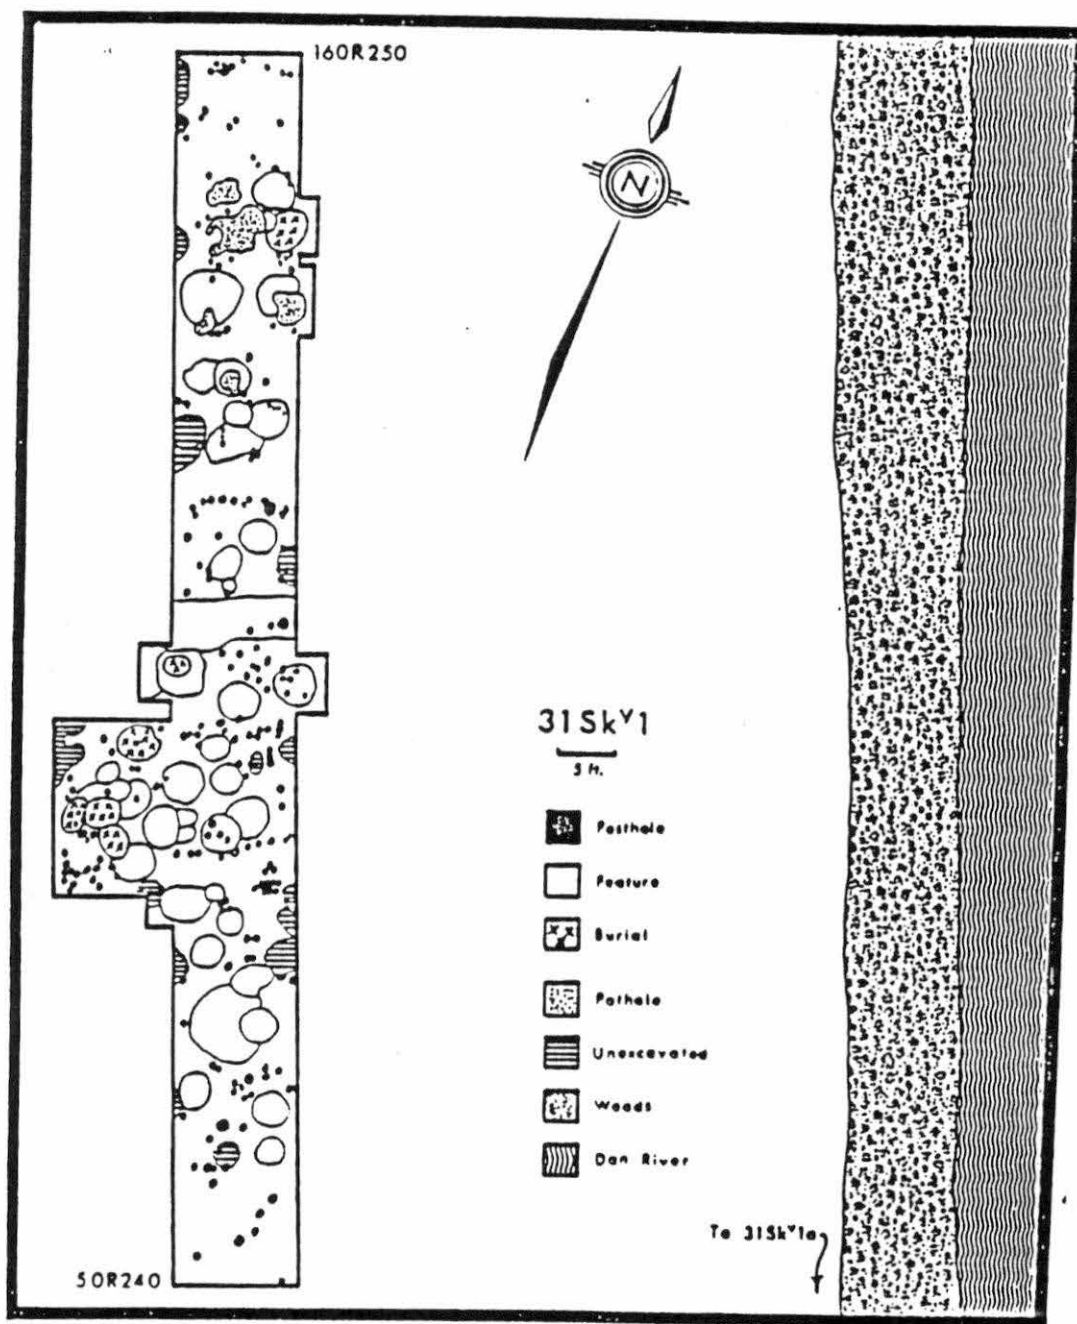 160R250
N
31Skᵛ1
5 ft.
Posthole
Feature
Burial
Pothole
Unexcavated
Woods
Dan River
To 31Skᵛ1a
50R240